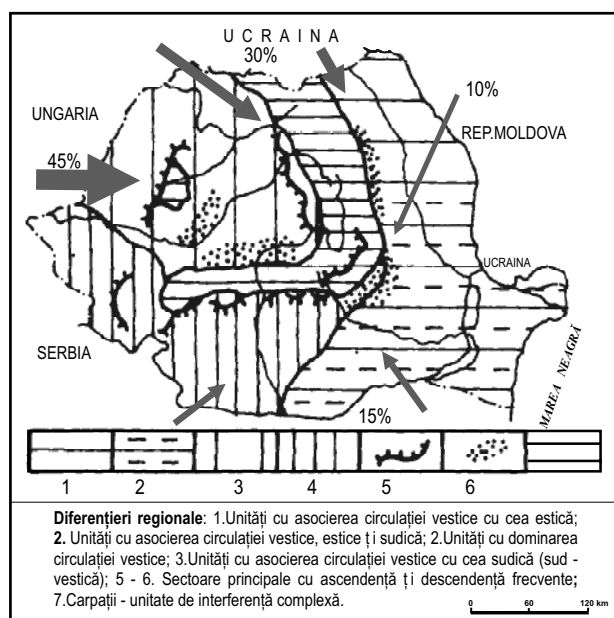 U C R A I N A
30%
UNGARIA
10%
REP.MOLDOVA
45%
UCRAINA
SERBIA
MAREA NEAGRĂ
15%
1 2 3 4 5 6
Diferențieri regionale: 1.Unități cu asocierea circulației vestice cu cea estică;
2. Unități cu asocierea circulației vestice, estice ț i sudică; 2.Unități cu dominarea
circulației vestice; 3.Unități cu asocierea circulației vestice cu cea sudică (sud -
vestică); 5 - 6. Sectoare principale cu ascendență ț i descendență frecvente;
7.Carpații - unitate de interferență complexă.
0 60 120 km